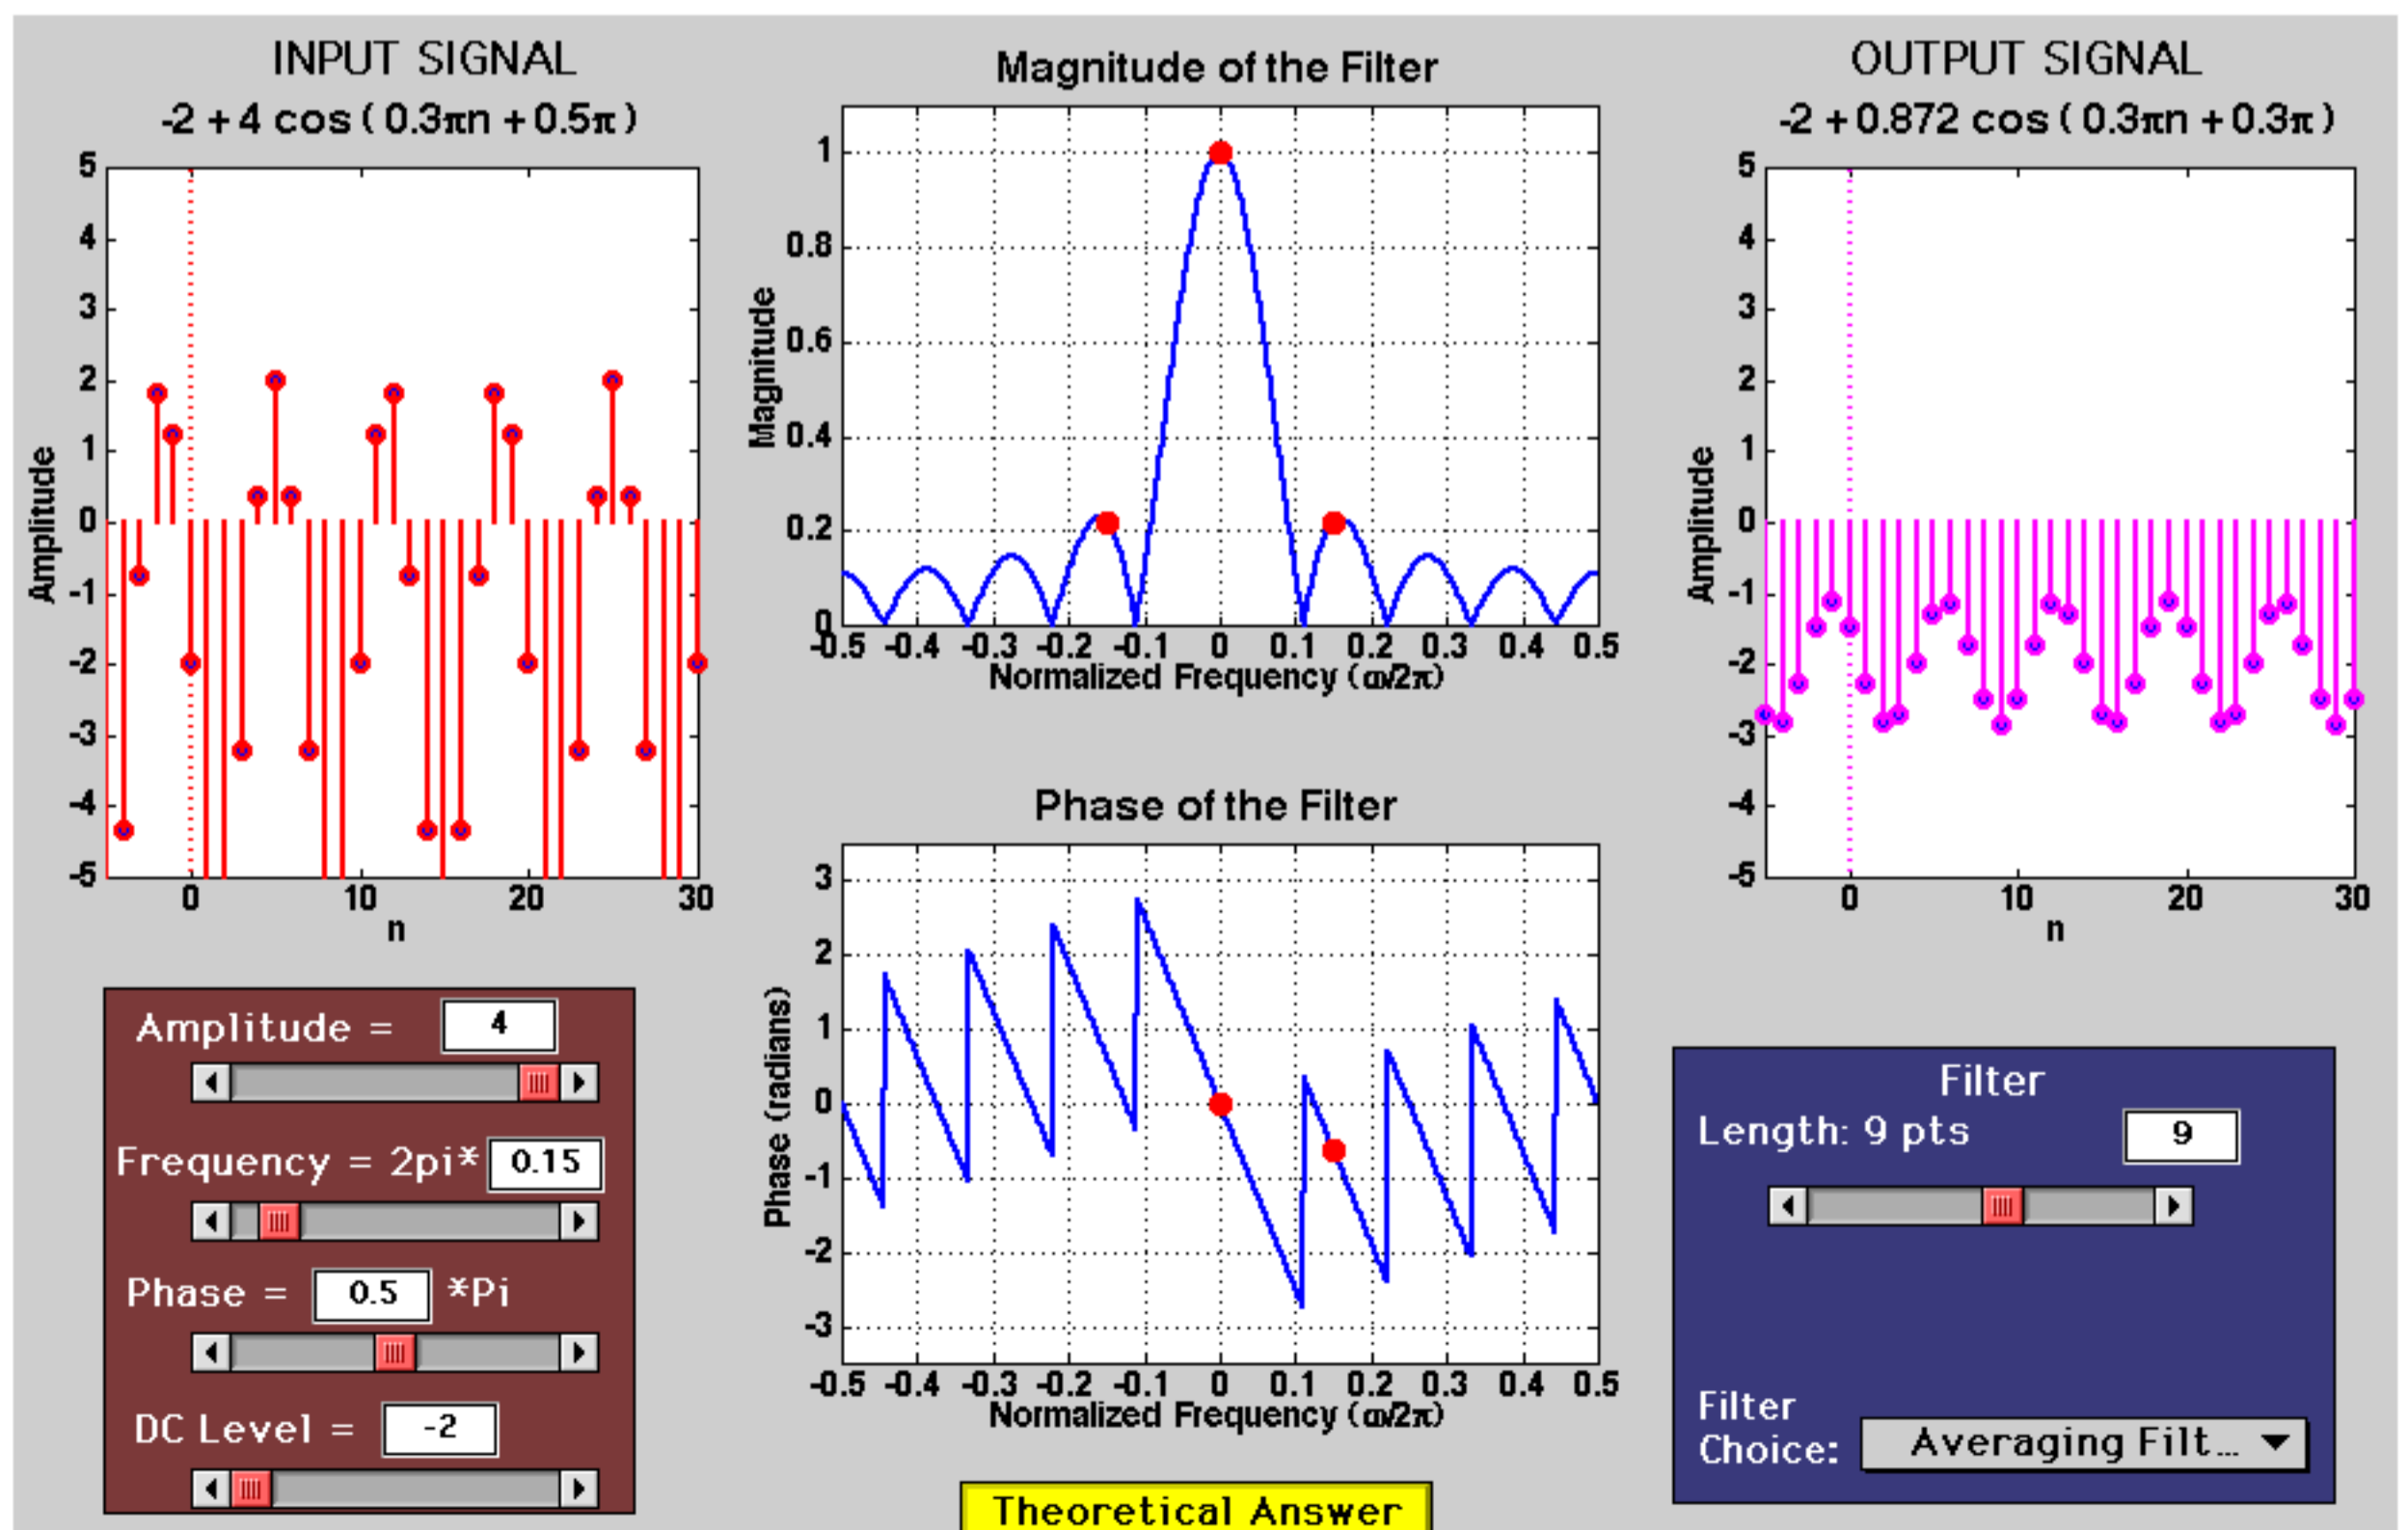 INPUT SIGNAL
-2 + 4 cos ( 0.3πn + 0.5π )
5
4
3
2
1
0
-1
-2
-3
-4
-5
Amplitude
0 10 20 30
n
Magnitude of the Filter
1
0.8
0.6
0.4
0.2
0
Magnitude
-0.5 -0.4 -0.3 -0.2 -0.1 0 0.1 0.2 0.3 0.4 0.5
Normalized Frequency (ω/2π)
OUTPUT SIGNAL
-2 + 0.872 cos ( 0.3πn + 0.3π )
5
4
3
2
1
0
-1
-2
-3
-4
-5
Amplitude
0 10 20 30
n
Phase of the Filter
3
2
1
0
-1
-2
-3
Phase (radians)
-0.5 -0.4 -0.3 -0.2 -0.1 0 0.1 0.2 0.3 0.4 0.5
Normalized Frequency (ω/2π)
Amplitude = 4
Frequency = 2pi* 0.15
Phase = 0.5 *Pi
DC Level = -2
Theoretical Answer
Filter
Length: 9 pts 9
Filter
Choice: Averaging Filt...